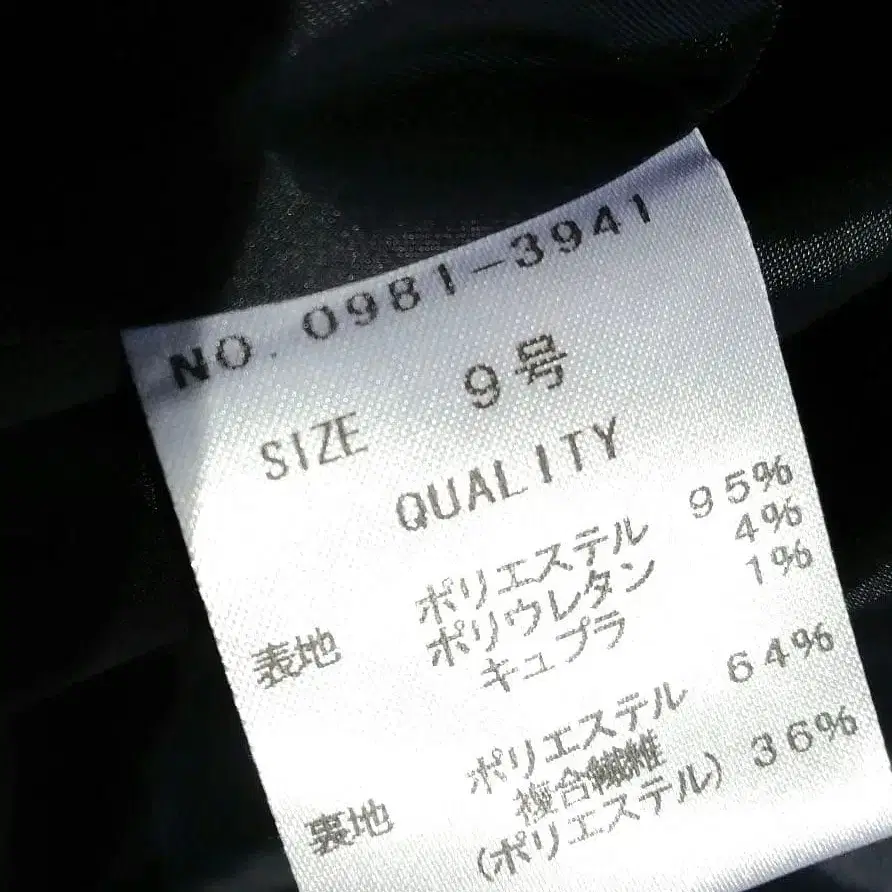 NO. 0981-3941
SIZE 9号
QUALITY
表地 ポリエステル 95%
ポリウレタン 4%
キュプラ 1%
裏地 ポリエステル 64%
複合繊維
(ポリエステル) 36%